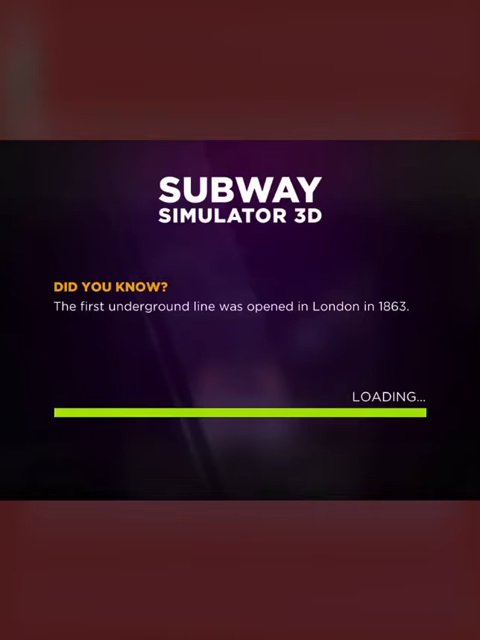 SUBWAY
SIMULATOR 3D
DID YOU KNOW?
The first underground line was opened in London in 1863.
LOADING...